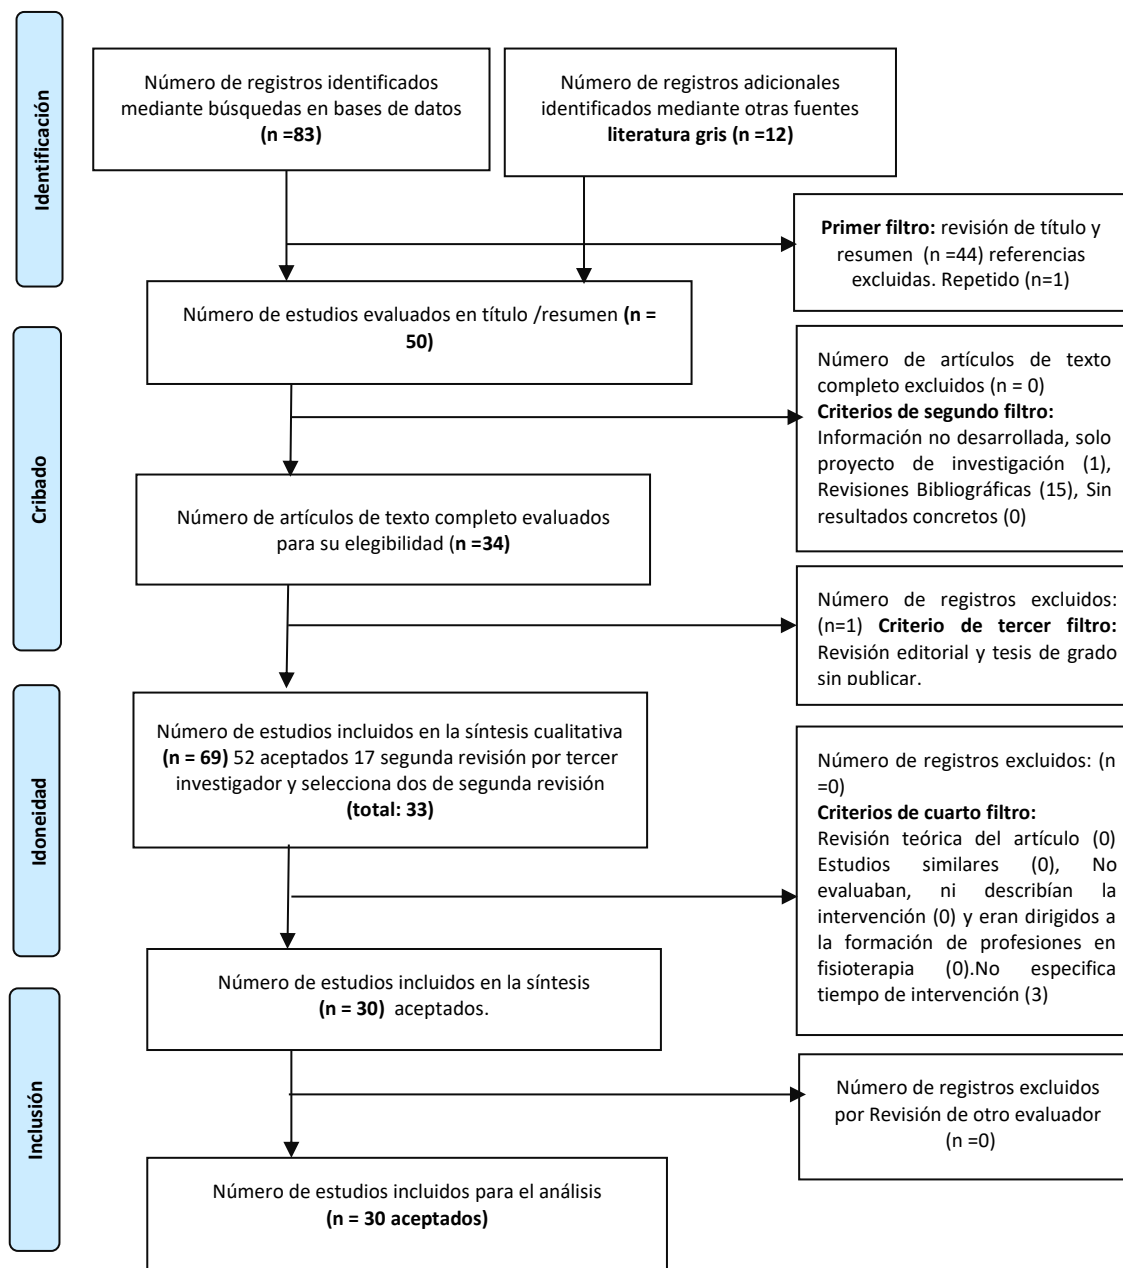 Identificación
Número de registros identificados
mediante búsquedas en bases de datos
(n =83)
Número de registros adicionales
identificados mediante otras fuentes
literatura gris (n =12)
Primer filtro: revisión de título y
resumen (n =44) referencias
excluidas. Repetido (n=1)
Número de estudios evaluados en título /resumen (n =
50)
Cribado
Número de artículos de texto
completo excluidos (n = 0)
Criterios de segundo filtro:
Información no desarrollada, solo
proyecto de investigación (1),
Revisiones Bibliográficas (15), Sin
resultados concretos (0)
Número de artículos de texto completo evaluados
para su elegibilidad (n =34)
Número de registros excluidos:
(n=1) Criterio de tercer filtro:
Revisión editorial y tesis de grado
sin publicar.
Idoneidad
Número de estudios incluidos en la síntesis cualitativa
(n = 69) 52 aceptados 17 segunda revisión por tercer
investigador y selecciona dos de segunda revisión
(total: 33)
Número de registros excluidos: (n
=0)
Criterios de cuarto filtro:
Revisión teórica del artículo (0)
Estudios similares (0), No
evaluaban, ni describían la
intervención (0) y eran dirigidos a
la formación de profesiones en
fisioterapia (0).No especifica
tiempo de intervención (3)
Número de estudios incluidos en la síntesis
(n = 30) aceptados.
Inclusión
Número de registros excluidos
por Revisión de otro evaluador
(n =0)
Número de estudios incluidos para el análisis
(n = 30 aceptados)